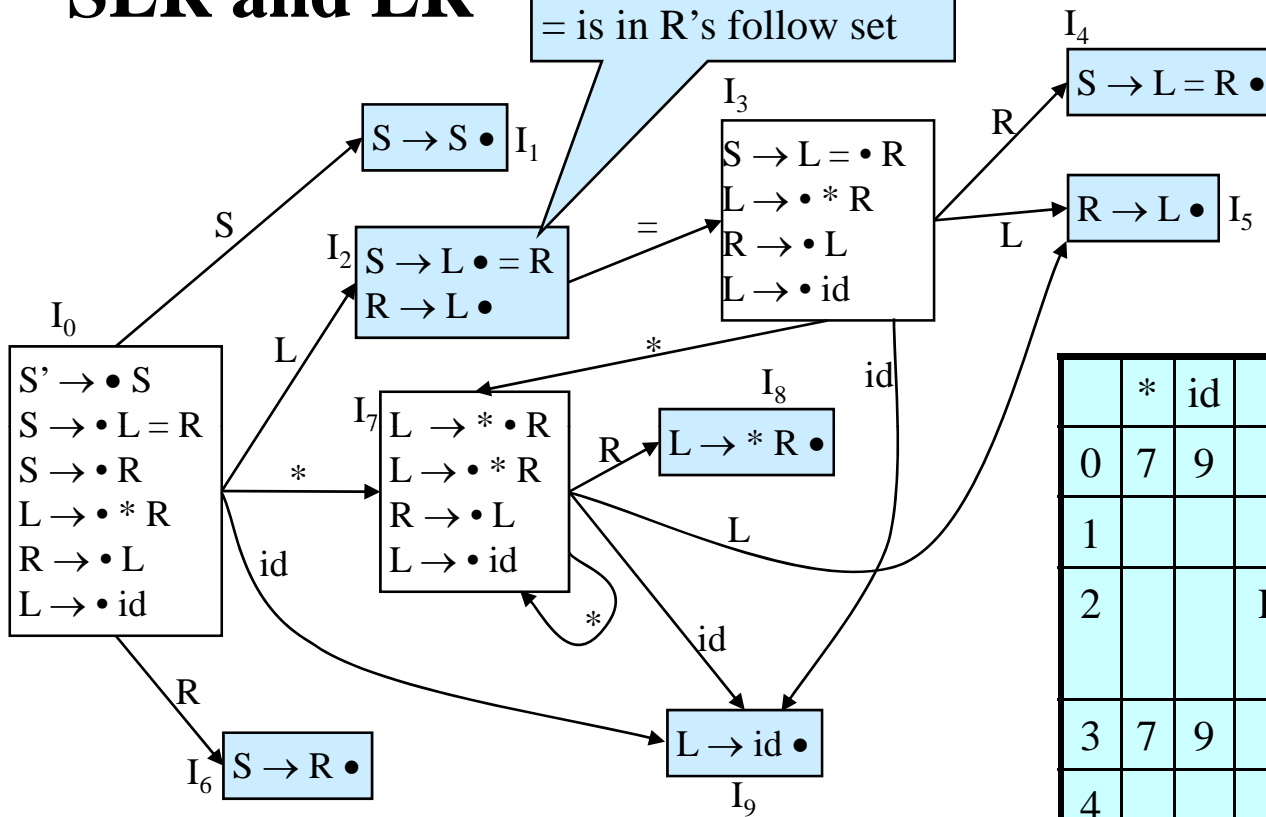 SLR and LR
= is in R's follow set
I4
S → L = R •
I3
S → S • I1
S → L = • R
L → • * R
R → • L
L → • id
R
R → L • I5
L
S
=
I2
S → L • = R
R → L •
I0
S' → • S
S → • L = R
S → • R
L → • * R
R → • L
L → • id
L
*
id
I7
L → * • R
L → • * R
R → • L
L → • id
*
I8
L → * R •
R
*
L
id
id
R
I6 S → R •
L → id •
I9
* id
0 7 9
1
2
3 7 9
4